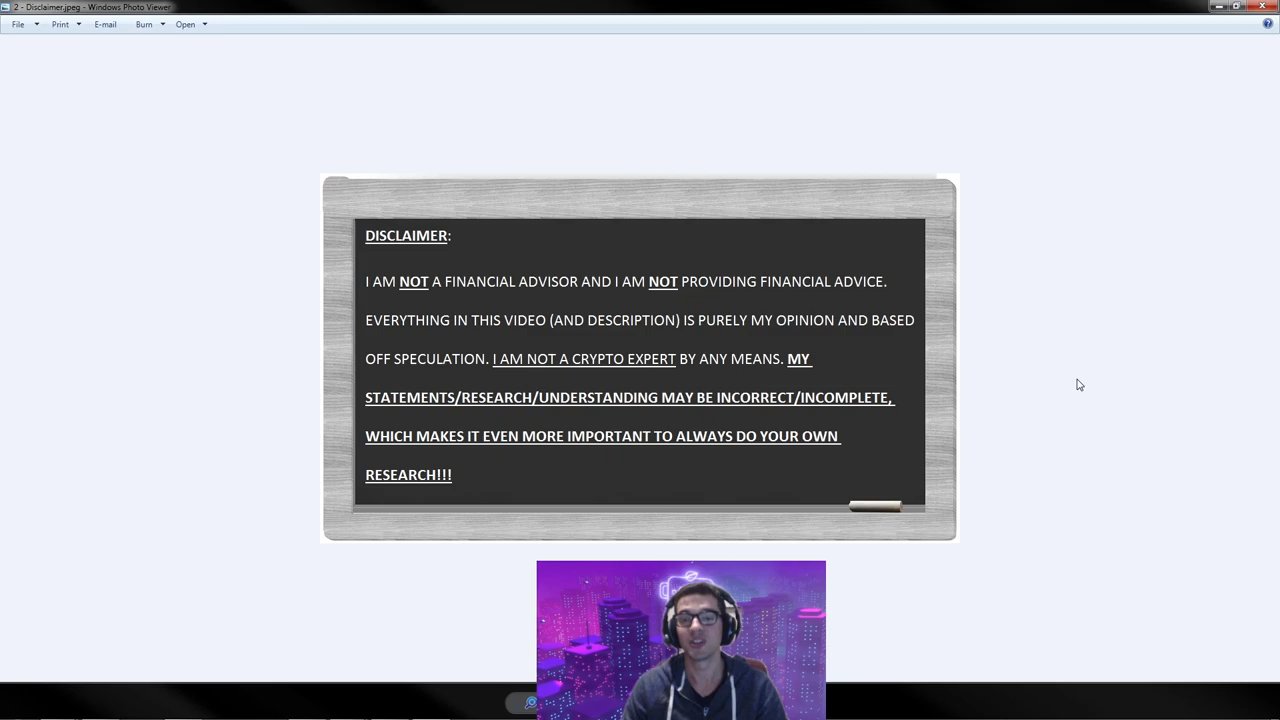 2 - Disclaimer.jpeg - Windows Photo Viewer
File Print E-mail Burn Open
DISCLAIMER:
I AM NOT A FINANCIAL ADVISOR AND I AM NOT PROVIDING FINANCIAL ADVICE.
EVERYTHING IN THIS VIDEO (AND DESCRIPTION) IS PURELY MY OPINION AND BASED
OFF SPECULATION. I AM NOT A CRYPTO EXPERT BY ANY MEANS. MY
STATEMENTS/RESEARCH/UNDERSTANDING MAY BE INCORRECT/INCOMPLETE,
WHICH MAKES IT EVEN MORE IMPORTANT TO ALWAYS DO YOUR OWN
RESEARCH!!!